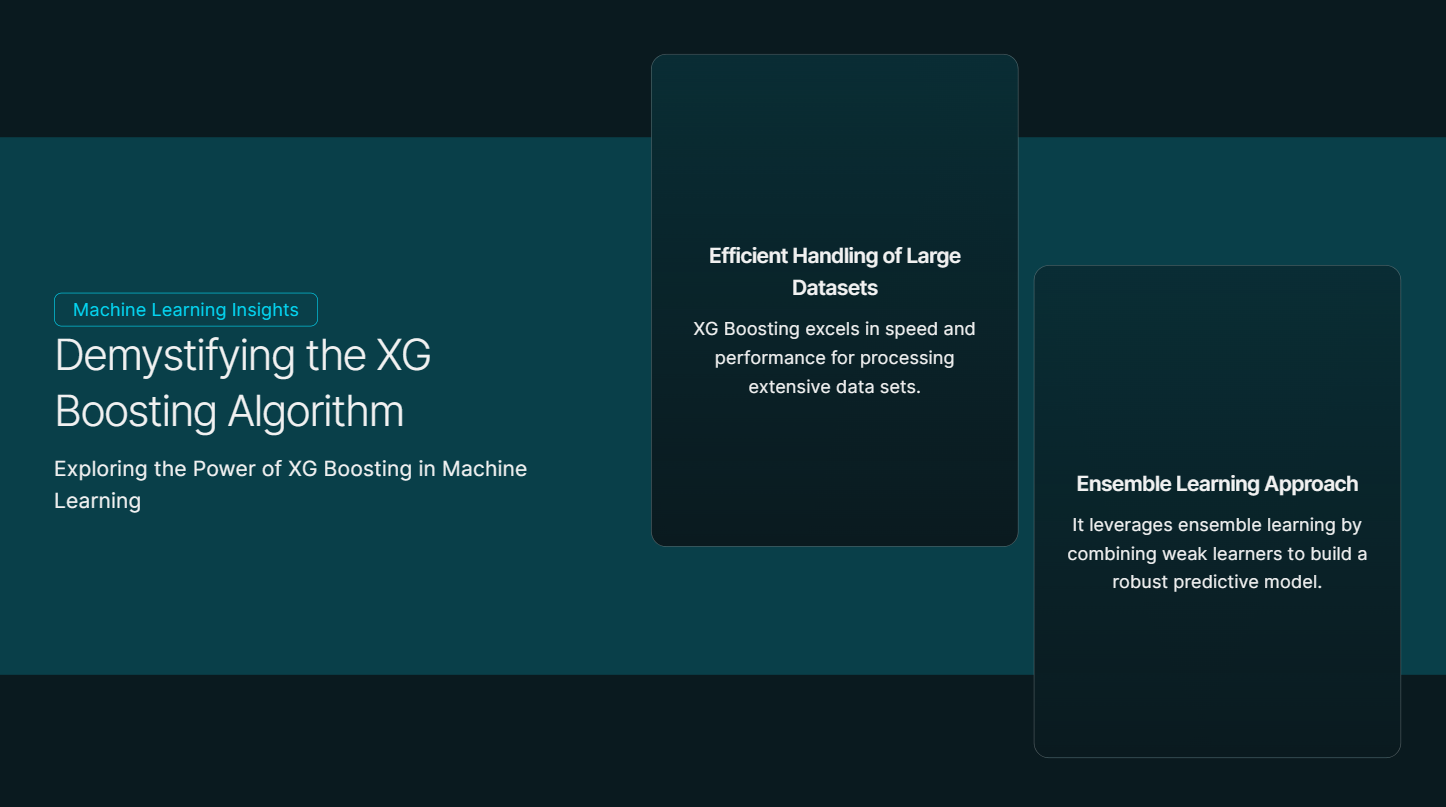 Machine Learning Insights
Demystifying the XG
Boosting Algorithm
Exploring the Power of XG Boosting in Machine
Learning
Efficient Handling of Large
Datasets
XG Boosting excels in speed and
performance for processing
extensive data sets.
Ensemble Learning Approach
It leverages ensemble learning by
combining weak learners to build a
robust predictive model.